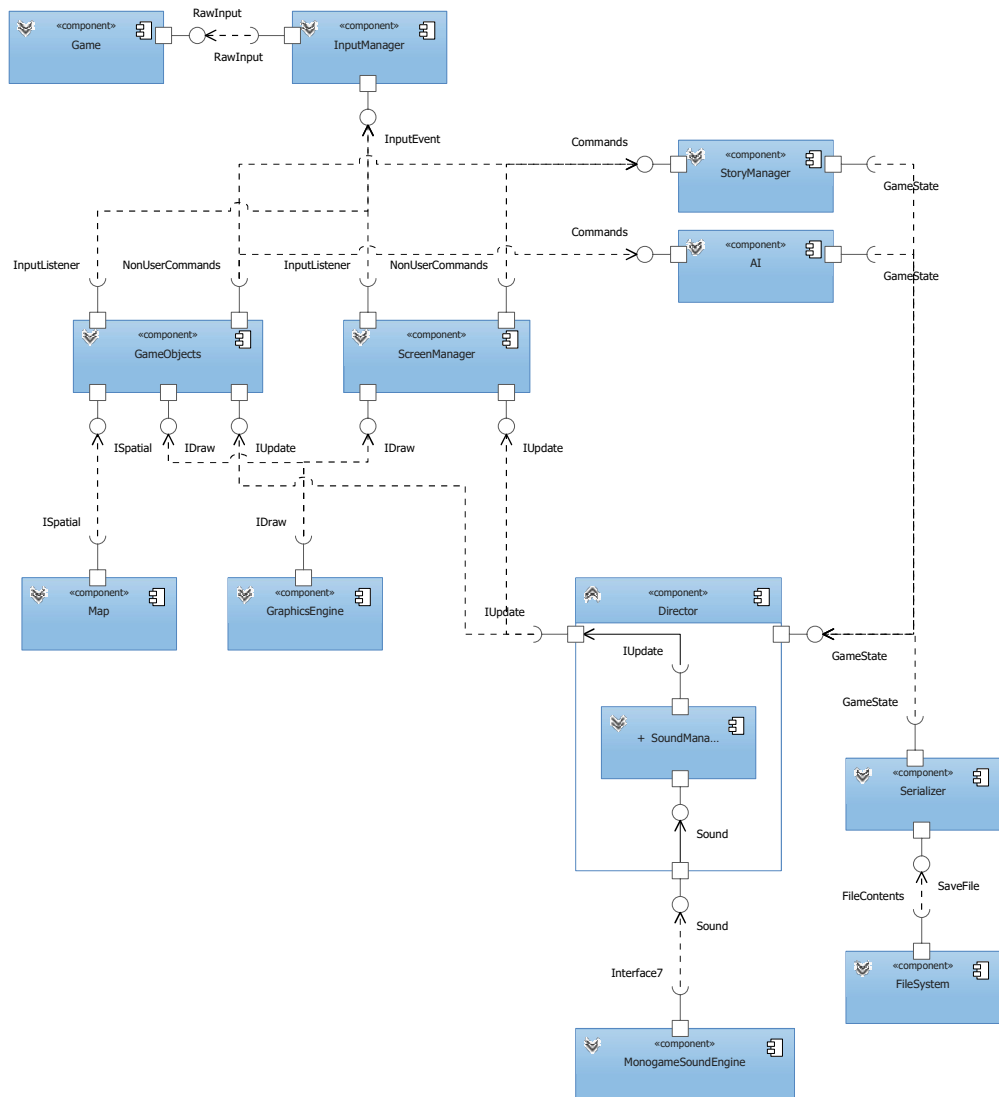 RawInput
«component»
Game
«component»
InputManager
RawInput
InputEvent
Commands
«component»
StoryManager
GameState
Commands
«component»
AI
GameState
InputListener
NonUserCommands
InputListener
NonUserCommands
«component»
GameObjects
«component»
ScreenManager
ISpatial
IDraw
IUpdate
IDraw
IUpdate
ISpatial
IDraw
«component»
Map
«component»
GraphicsEngine
«component»
Director
IUpdate
IUpdate
GameState
GameState
+ SoundMana...
«component»
Serializer
Sound
SaveFile
FileContents
Sound
Interface7
«component»
FileSystem
«component»
MonogameSoundEngine